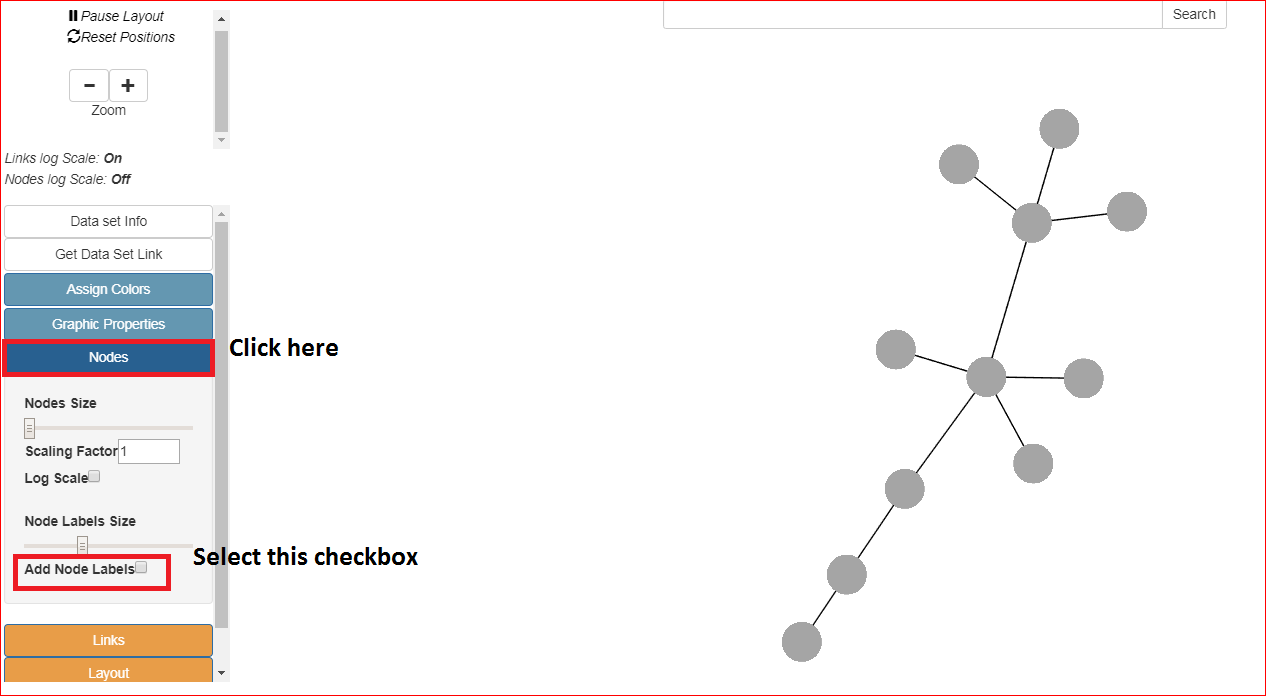 Pause Layout
Reset Positions
Search
Zoom
Links log Scale: On
Nodes log Scale: Off
Data set Info
Get Data Set Link
Assign Colors
Graphic Properties
Nodes
Click here
Nodes Size
Scaling Factor 1
Log Scale
Node Labels Size
Add Node Labels
Select this checkbox
Links
Layout